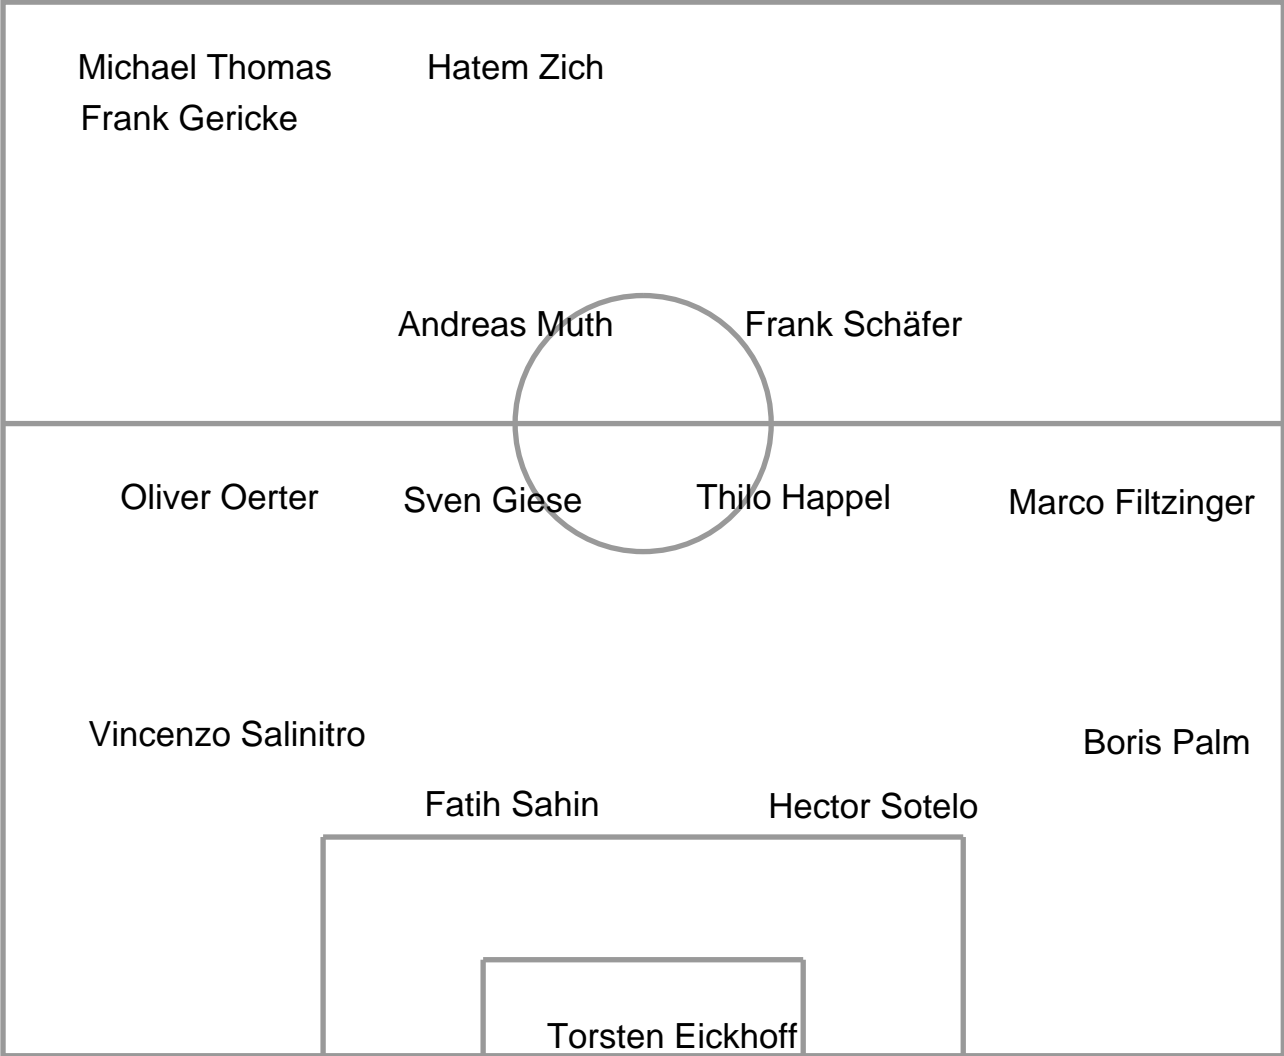 Michael Thomas Hatem Zich
Frank Gericke
Andreas Muth Frank Schäfer
Oliver Oerter Sven Giese Thilo Happel Marco Filtzinger
Vincenzo Salinitro Boris Palm
Fatih Sahin Hector Sotelo
Torsten Eickhoff